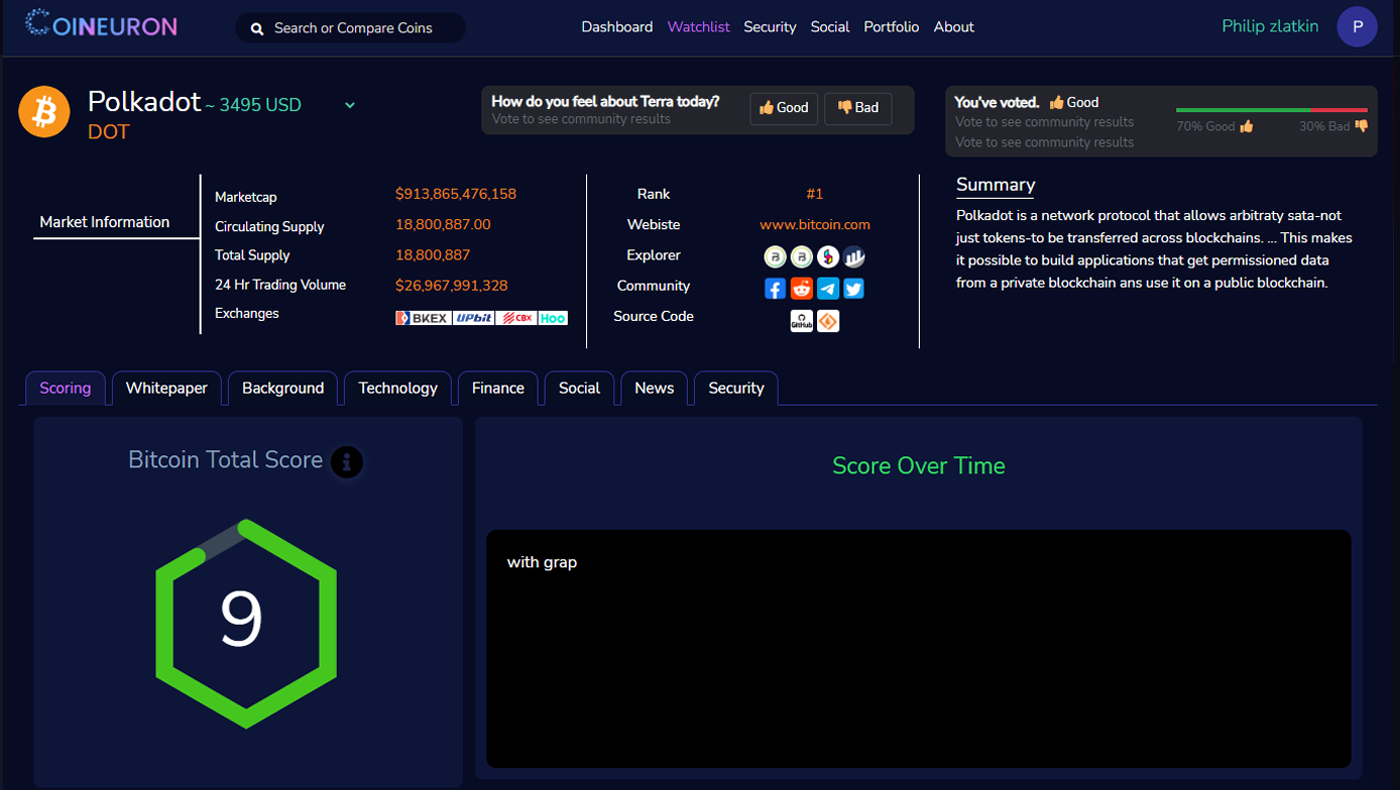 COINEURON
Search or Compare Coins
Dashboard Watchlist Security Social Portfolio About
Philip zlatkin
P
Polkadot ~ 3495 USD
DOT
How do you feel about Terra today?
Vote to see community results
Good
Bad
You've voted. Good
Vote to see community results
Vote to see community results
70% Good
30% Bad
Market Information
Marketcap $913,865,476,158
Circulating Supply 18,800,887.00
Total Supply 18,800,887
24 Hr Trading Volume $26,967,991,328
Exchanges BKEX UPbit CBX Hoo
Rank #1
Webiste www.bitcoin.com
Explorer
Community
Source Code GitHub
Summary
Polkadot is a network protocol that allows arbitraty sata-not
just tokens-to be transferred across blockchains. ... This makes
it possible to build applications that get permissioned data
from a private blockchain ans use it on a public blockchain.
Scoring Whitepaper Background Technology Finance Social News Security
Bitcoin Total Score
9
Score Over Time
with grap